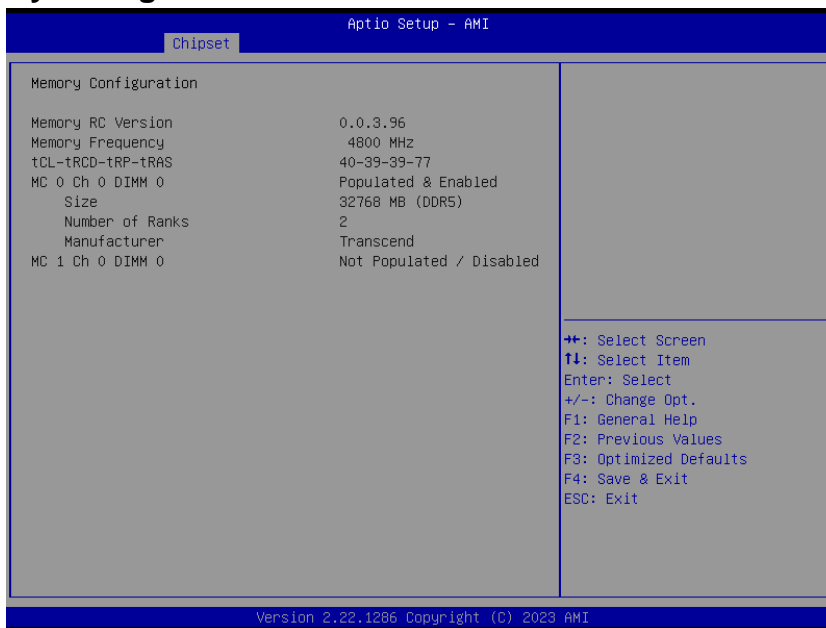 Aptio Setup – AMI
Chipset
Memory Configuration
Memory RC Version 0.0.3.96
Memory Frequency 4800 MHz
tCL-tRCD-tRP-tRAS 40-39-39-77
MC 0 Ch 0 DIMM 0 Populated & Enabled
Size 32768 MB (DDR5)
Number of Ranks 2
Manufacturer Transcend
MC 1 Ch 0 DIMM 0 Not Populated / Disabled
→←: Select Screen
↑↓: Select Item
Enter: Select
+/-: Change Opt.
F1: General Help
F2: Previous Values
F3: Optimized Defaults
F4: Save & Exit
ESC: Exit
Version 2.22.1286 Copyright (C) 2023 AMI